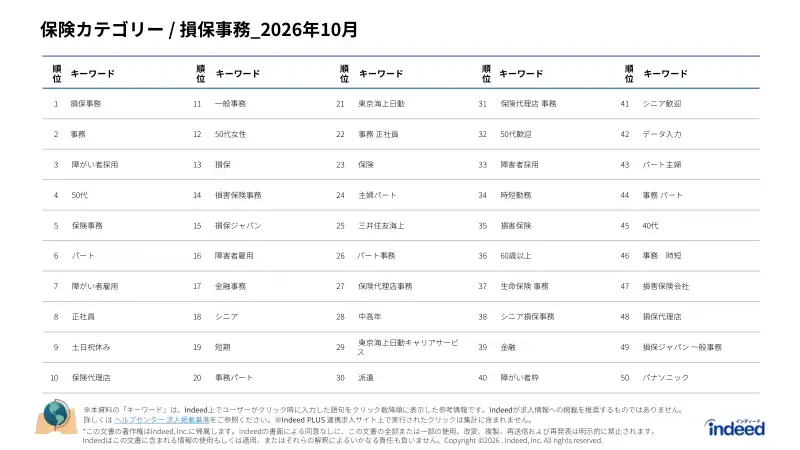 保険カテゴリー / 損保事務_2026年10月
順位 キーワード 順位 キーワード 順位 キーワード 順位 キーワード 順位 キーワード
1 損保事務 11 一般事務 21 東京海上日動 31 保険代理店 事務 41 シニア歓迎
2 事務 12 50代女性 22 事務 正社員 32 50代歓迎 42 データ入力
3 障がい者採用 13 損保 23 保険 33 障害者採用 43 パート主婦
4 50代 14 損害保険事務 24 主婦パート 34 時短勤務 44 事務 パート
5 保険事務 15 損保ジャパン 25 三井住友海上 35 損害保険 45 40代
6 パート 16 障害者雇用 26 パート事務 36 60歳以上 46 事務　時短
7 障がい者雇用 17 金融事務 27 保険代理店事務 37 生命保険 事務 47 損害保険会社
8 正社員 18 シニア 28 中高年 38 シニア損保事務 48 損保代理店
9 土日祝休み 19 短期 29 東京海上日動キャリアサービス 39 金融 49 損保ジャパン 一般事務
10 保険代理店 20 事務パート 30 派遣 40 障がい者枠 50 パナソニック
※本資料の「キーワード」は、Indeed上でユーザーがクリック時に入力した語句をクリック数降順に表示した参考情報です。Indeedが求人情報への掲載を推奨するものではありません。
詳しくは ヘルプセンター 求人掲載基準をご参照ください。※Indeed PLUS 連携求人サイト上で実行されたクリックは集計に含まれません。
*この文書の著作権はIndeed, Inc.に帰属します。Indeedの書面による同意なしに、この文書の全部または一部の使用、改変、複製、再送信および再発表は明示的に禁止されます。
Indeedはこの文書に含まれる情報の使用もしくは適用、またはそれらの解釈によるいかなる責任も負いません。Copyright ©2026 , Indeed, Inc. All rights reserved.
インディード
indeed